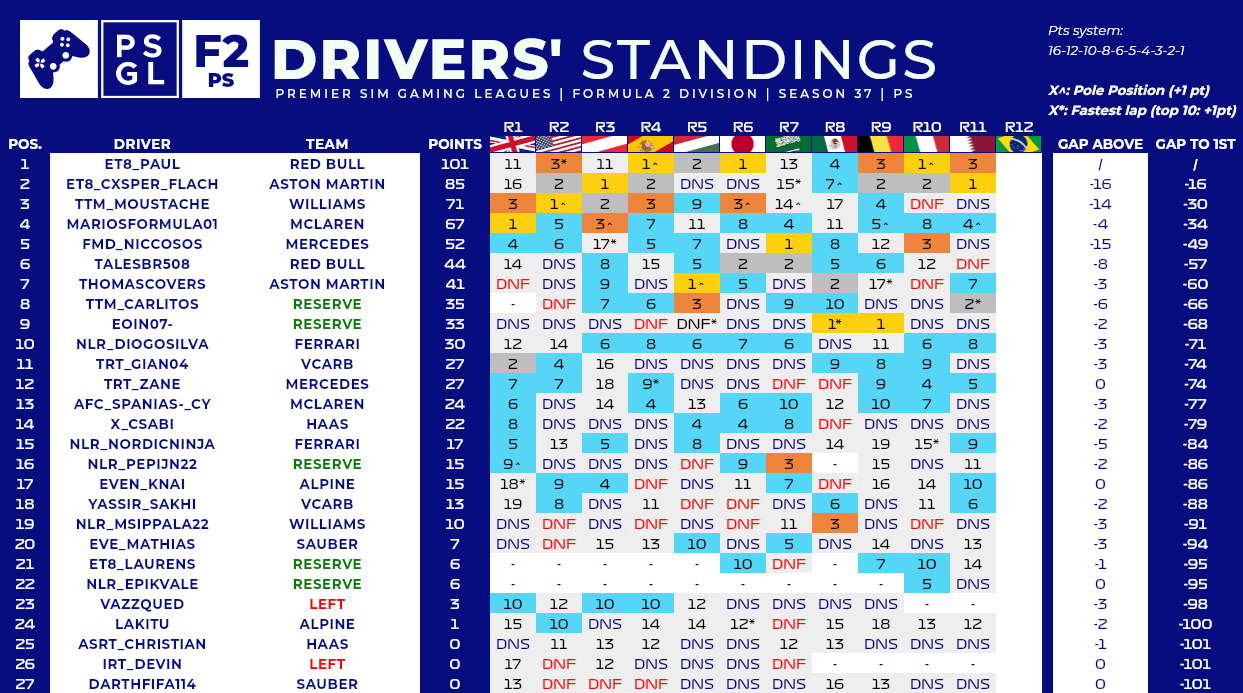 PS
GL
F2
PS
DRIVERS' STANDINGS
PREMIER SIM GAMING LEAGUES | FORMULA 2 DIVISION | SEASON 37 | PS
Pts system:
16-12-10-8-6-5-4-3-2-1
X^: Pole Position (+1 pt)
X*: Fastest lap (top 10: +1pt)
R1 R2 R3 R4 R5 R6 R7 R8 R9 R10 R11 R12
POS. DRIVER TEAM POINTS GAP ABOVE GAP TO 1ST
1 ET8_PAUL RED BULL 101 11 3* 11 1^ 2 1 13 4 3 1^ 3 / /
2 ET8_CXSPER_FLACH ASTON MARTIN 85 16 2 1 2 DNS DNS 15* 7^ 2 2 1 -16 -16
3 TTM_MOUSTACHE WILLIAMS 71 3 1^ 2 3 9 3^ 14^ 17 4 DNF DNS -14 -30
4 MARIOSFORMULA01 MCLAREN 67 1 5 3^ 7 11 8 4 11 5^ 8 4^ -4 -34
5 FMD_NICCOSOS MERCEDES 52 4 6 17* 5 7 DNS 1 8 12 3 DNS -15 -49
6 TALESBR508 RED BULL 44 14 DNS 8 15 5 2 2 5 6 12 DNF -8 -57
7 THOMASCOVERS ASTON MARTIN 41 DNF DNS 9 DNS 1^ 5 DNS 2 17* DNF 7 -3 -60
8 TTM_CARLITOS RESERVE 35 - DNF 7 6 3 DNS 9 10 DNS DNS 2* -6 -66
9 EOIN07- RESERVE 33 DNS DNS DNS DNF DNF* DNS DNS 1* 1 DNS DNS -2 -68
10 NLR_DIOGOSILVA FERRARI 30 12 14 6 8 6 7 6 DNS 11 6 8 -3 -71
11 TRT_GIAN04 VCARB 27 2 4 16 DNS DNS DNS DNS 9 8 9 DNS -3 -74
12 TRT_ZANE MERCEDES 27 7 7 18 9* DNS DNS DNF DNF 9 4 5 0 -74
13 AFC_SPANIAS-_CY MCLAREN 24 6 DNS 14 4 13 6 10 12 10 7 DNS -3 -77
14 X_CSABI HAAS 22 8 DNS DNS DNS 4 4 8 DNF DNS DNS DNS -2 -79
15 NLR_NORDICNINJA FERRARI 17 5 13 5 DNS 8 DNS DNS 14 19 15* 9 -5 -84
16 NLR_PEPIJN22 RESERVE 15 9^ DNS DNS DNS DNF 9 3 - 15 DNS 11 -2 -86
17 EVEN_KNAI ALPINE 15 18* 9 4 DNF DNS 11 7 DNF 16 14 10 0 -86
18 YASSIR_SAKHI VCARB 13 19 8 DNS 11 DNF DNF DNS 6 DNS 11 6 -2 -88
19 NLR_MSIPPALA22 WILLIAMS 10 DNS DNF DNS DNF DNS DNF 11 3 DNS DNF DNS -3 -91
20 EVE_MATHIAS SAUBER 7 DNS DNF 15 13 10 DNS 5 DNS 14 DNS 13 -3 -94
21 ET8_LAURENS RESERVE 6 - - - - - 10 DNF - 7 10 14 -1 -95
22 NLR_EPIKVALE RESERVE 6 - - - - - - - - - 5 DNS 0 -95
23 VAZZQUED LEFT 3 10 12 10 10 12 DNS DNS DNS DNS - - -3 -98
24 LAKITU ALPINE 1 15 10 DNS 14 14 12* DNF 15 18 13 12 -2 -100
25 ASRT_CHRISTIAN HAAS 0 DNS 11 13 12 DNS DNS 12 13 DNS DNS DNS -1 -101
26 IRT_DEVIN LEFT 0 17 DNF 12 DNS DNS DNS DNF - - - - 0 -101
27 DARTHFIFA114 SAUBER 0 13 DNF DNF DNF DNS DNS DNS 16 13 DNS DNS 0 -101